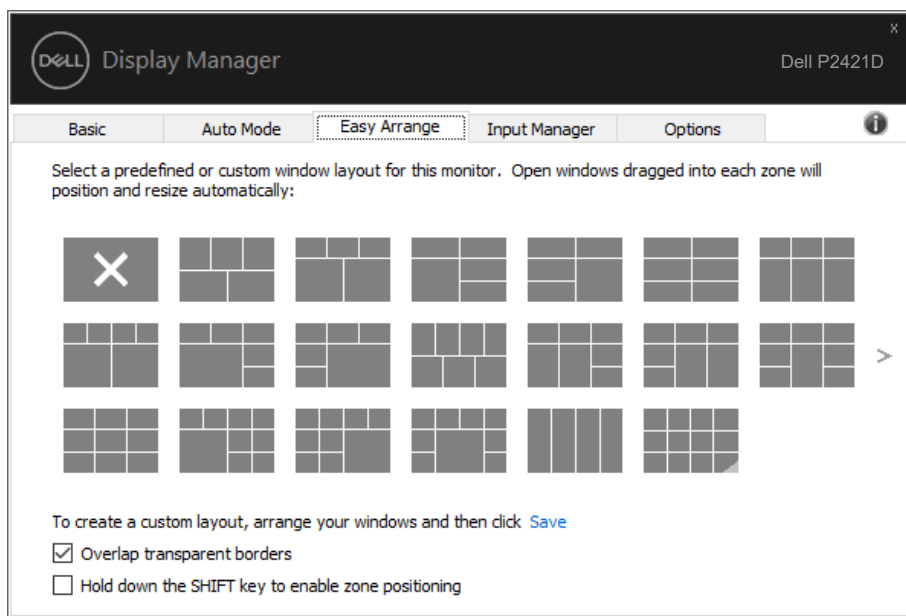 x
DELL Display Manager
Dell P2421D
Basic Auto Mode Easy Arrange Input Manager Options
Select a predefined or custom window layout for this monitor. Open windows dragged into each zone will
position and resize automatically:
>
To create a custom layout, arrange your windows and then click Save
Overlap transparent borders
Hold down the SHIFT key to enable zone positioning